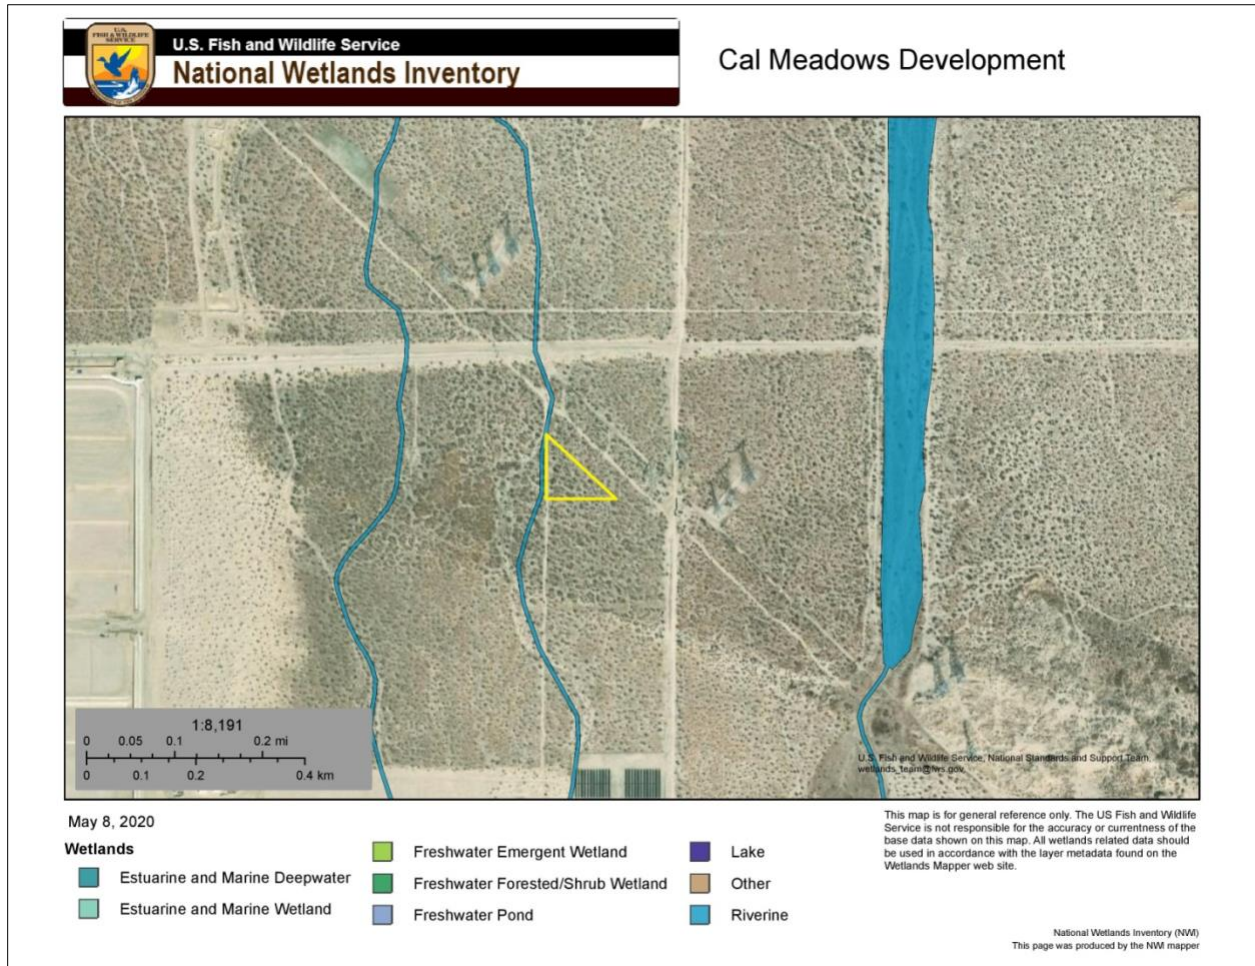 U.S.
FISH & WILDLIFE
SERVICE
U.S. Fish and Wildlife Service
National Wetlands Inventory
Cal Meadows Development
1:8,191
0 0.05 0.1 0.2 mi
0 0.1 0.2 0.4 km
U.S. Fish and Wildlife Service, National Standards and Support Team,
wetlands_team@fws.gov
May 8, 2020
Wetlands
Estuarine and Marine Deepwater
Estuarine and Marine Wetland
Freshwater Emergent Wetland
Freshwater Forested/Shrub Wetland
Freshwater Pond
Lake
Other
Riverine
This map is for general reference only. The US Fish and Wildlife
Service is not responsible for the accuracy or currentness of the
base data shown on this map. All wetlands related data should
be used in accordance with the layer metadata found on the
Wetlands Mapper web site.
National Wetlands Inventory (NWI)
This page was produced by the NWI mapper